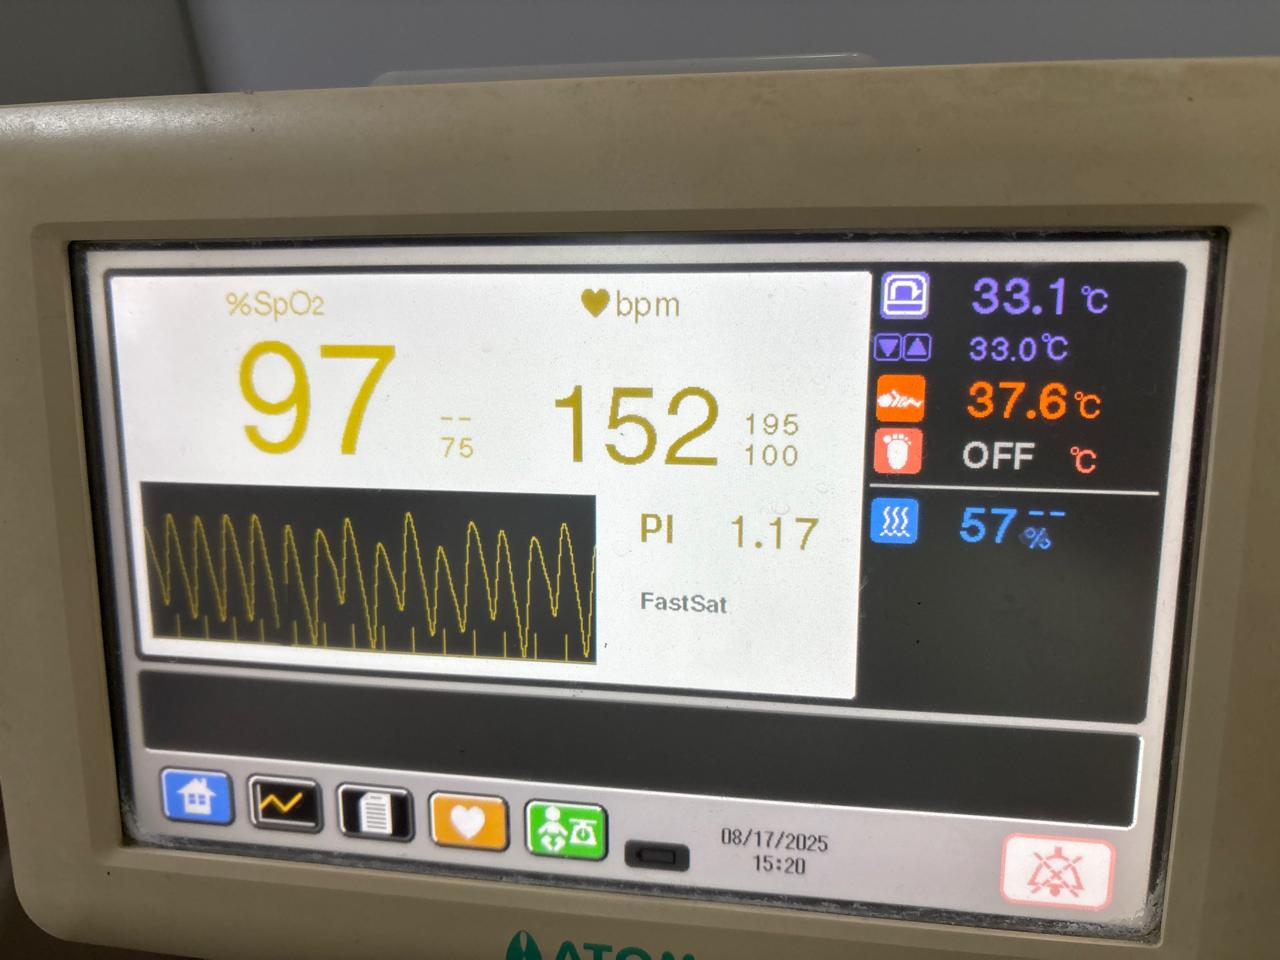 %SpO2
97
--
75
♥bpm
152
195
100
PI 1.17
FastSat
33.1℃
33.0℃
37.6℃
OFF ℃
57 --
%
08/17/2025
15:20
ATOM